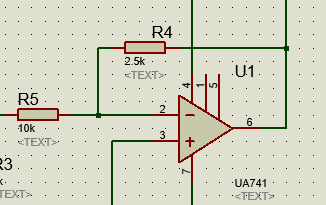 R4
2.5k
<TEXT>
4
1
5
U1
R5
10k
<TEXT>
2
3
6
7
R3
TEXT>
UA741
<TEXT>